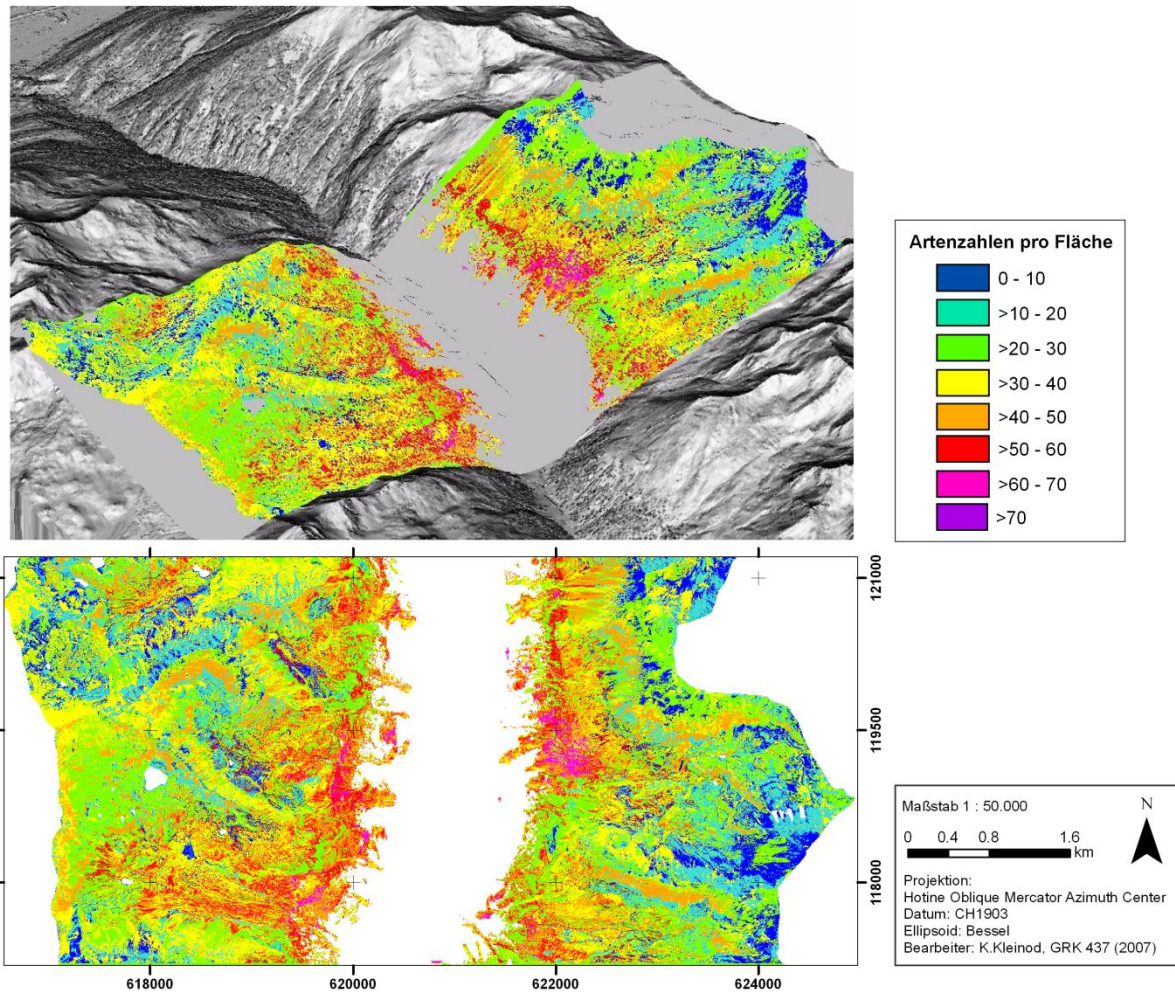 Artenzahlen pro Fläche
0 - 10
>10 - 20
>20 - 30
>30 - 40
>40 - 50
>50 - 60
>60 - 70
>70
121000
119500
118000
618000
620000
622000
624000
Maßstab 1 : 50.000
N
0 0.4 0.8 1.6
km
Projektion:
Hotine Oblique Mercator Azimuth Center
Datum: CH1903
Ellipsoid: Bessel
Bearbeiter: K.Kleinod, GRK 437 (2007)